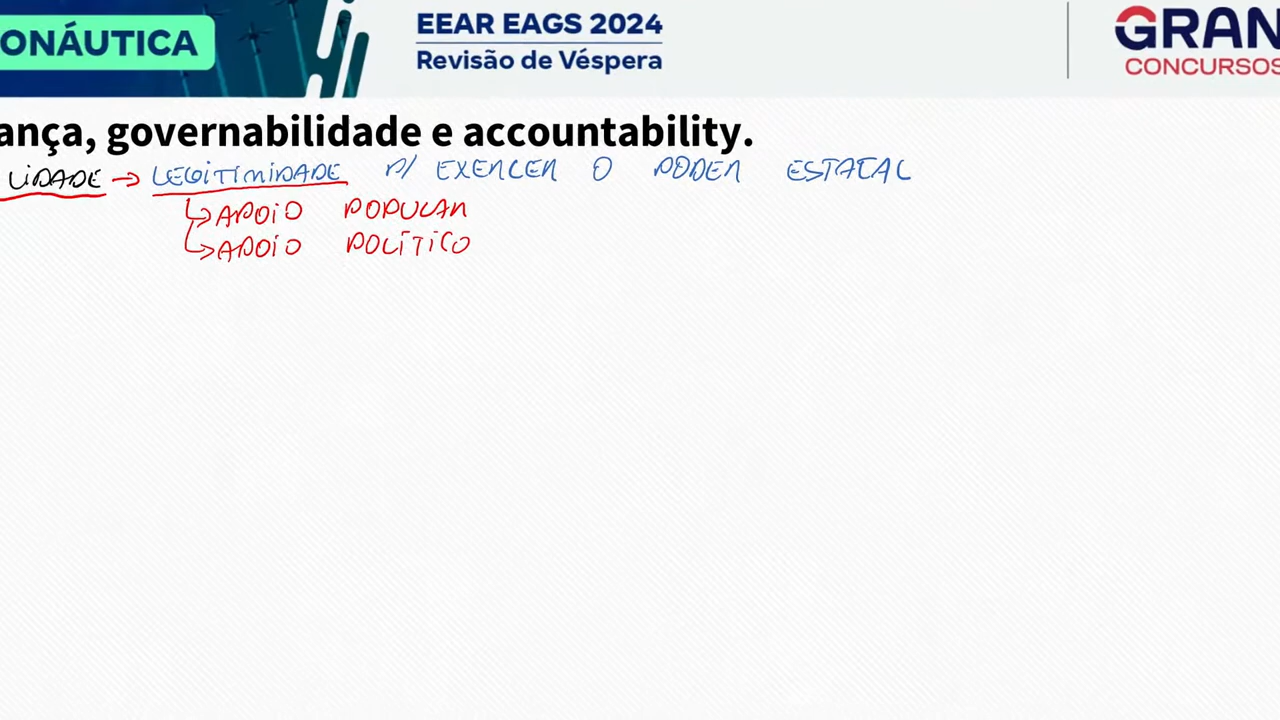 ONÁUTICA
EEAR EAGS 2024
Revisão de Véspera
GRAN
CONCURSOS
ança, governabilidade e accountability.
LIDADE → LEGITIMIDADE P/ EXERCER O PODER ESTATAL
↳ APOIO POPULAR
↳ APOIO POLÍTICO